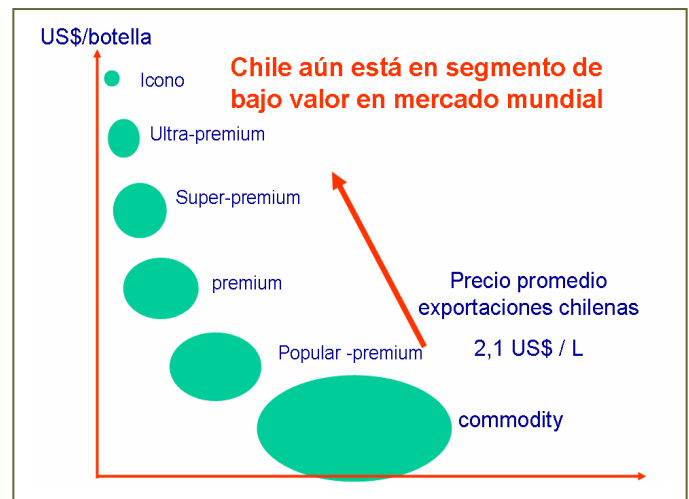 US$/botella
Chile aún está en segmento de
bajo valor en mercado mundial
Icono
Ultra-premium
Super-premium
premium
Precio promedio
exportaciones chilenas
2,1 US$ / L
Popular -premium
commodity